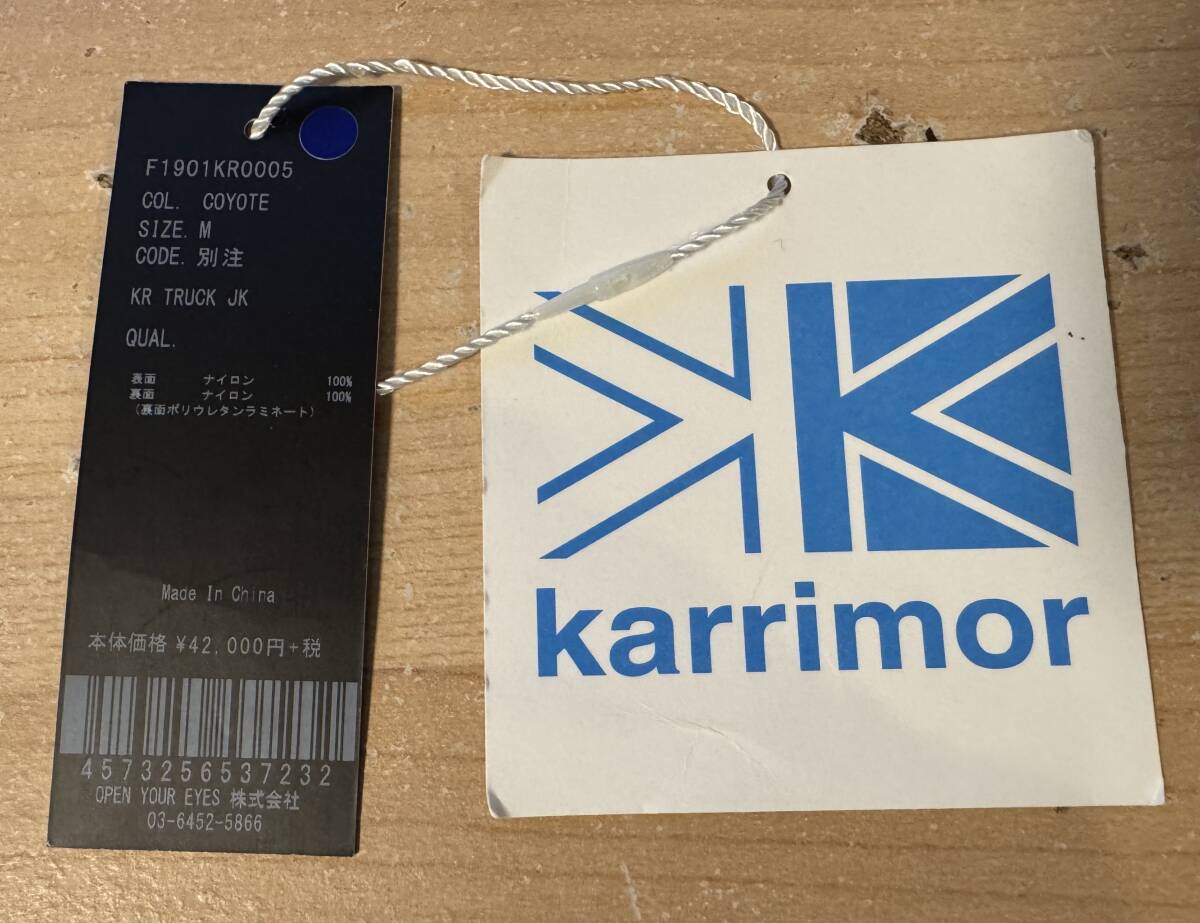 F1901KR0005
COL. COYOTE
SIZE. M
CODE. 別注
KR TRUCK JK
QUAL.
表面 ナイロン 100%
裏面 ナイロン 100%
(裏面ポリウレタンラミネート)
Made In China
本体価格 ¥42,000円+税
4573256537232
OPEN YOUR EYES 株式会社
03-6452-5866
karrimor